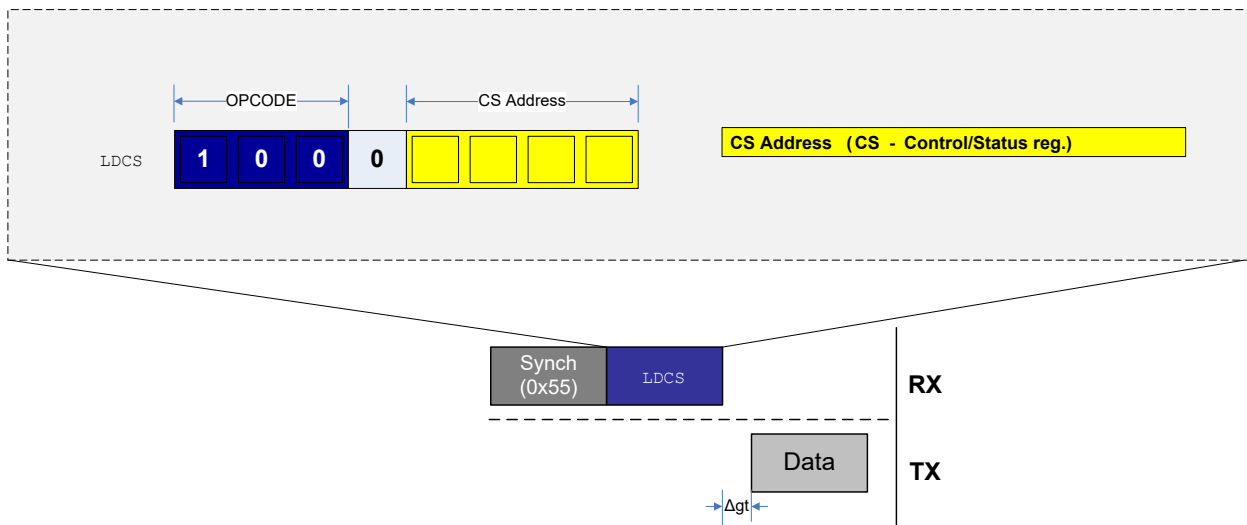 OPCODE
CS Address
LDCS
1 0 0 0
CS Address (CS - Control/Status reg.)
Synch
(0x55)
LDCS
RX
Data
TX
Δgt